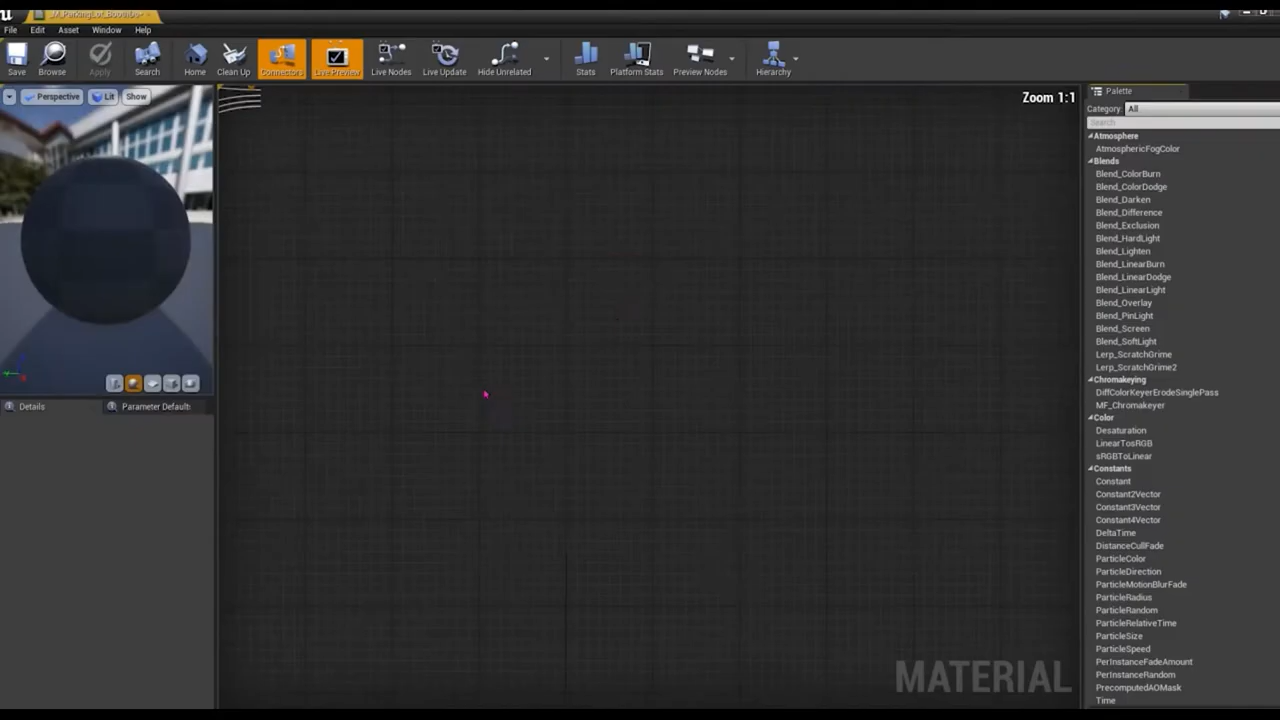 M_ParkingLot_Booth
File Edit Asset Window Help
Save Browse Apply Search Home Clean Up Connectors Live Preview Live Nodes Live Update Hide Unrelated Stats Platform Stats Preview Nodes Hierarchy
Perspective Lit Show
Zoom 1:1
Palette
Category: All
Search
Atmosphere
AtmosphericFogColor
Blends
Blend_ColorBurn
Blend_ColorDodge
Blend_Darken
Blend_Difference
Blend_Exclusion
Blend_HardLight
Blend_Lighten
Blend_LinearBurn
Blend_LinearDodge
Blend_LinearLight
Blend_Overlay
Blend_PinLight
Blend_Screen
Blend_SoftLight
Lerp_ScratchGrime
Lerp_ScratchGrime2
Chromakeying
DiffColorKeyerErodeSinglePass
MF_Chromakeyer
Color
Desaturation
LinearTosRGB
sRGBToLinear
Constants
Constant
Constant2Vector
Constant3Vector
Constant4Vector
DeltaTime
DistanceCullFade
ParticleColor
ParticleDirection
ParticleMotionBlurFade
ParticleRadius
ParticleRandom
ParticleRelativeTime
ParticleSize
ParticleSpeed
PerInstanceFadeAmount
PerInstanceRandom
PrecomputedAOMask
Time
Details Parameter Default
MATERIAL